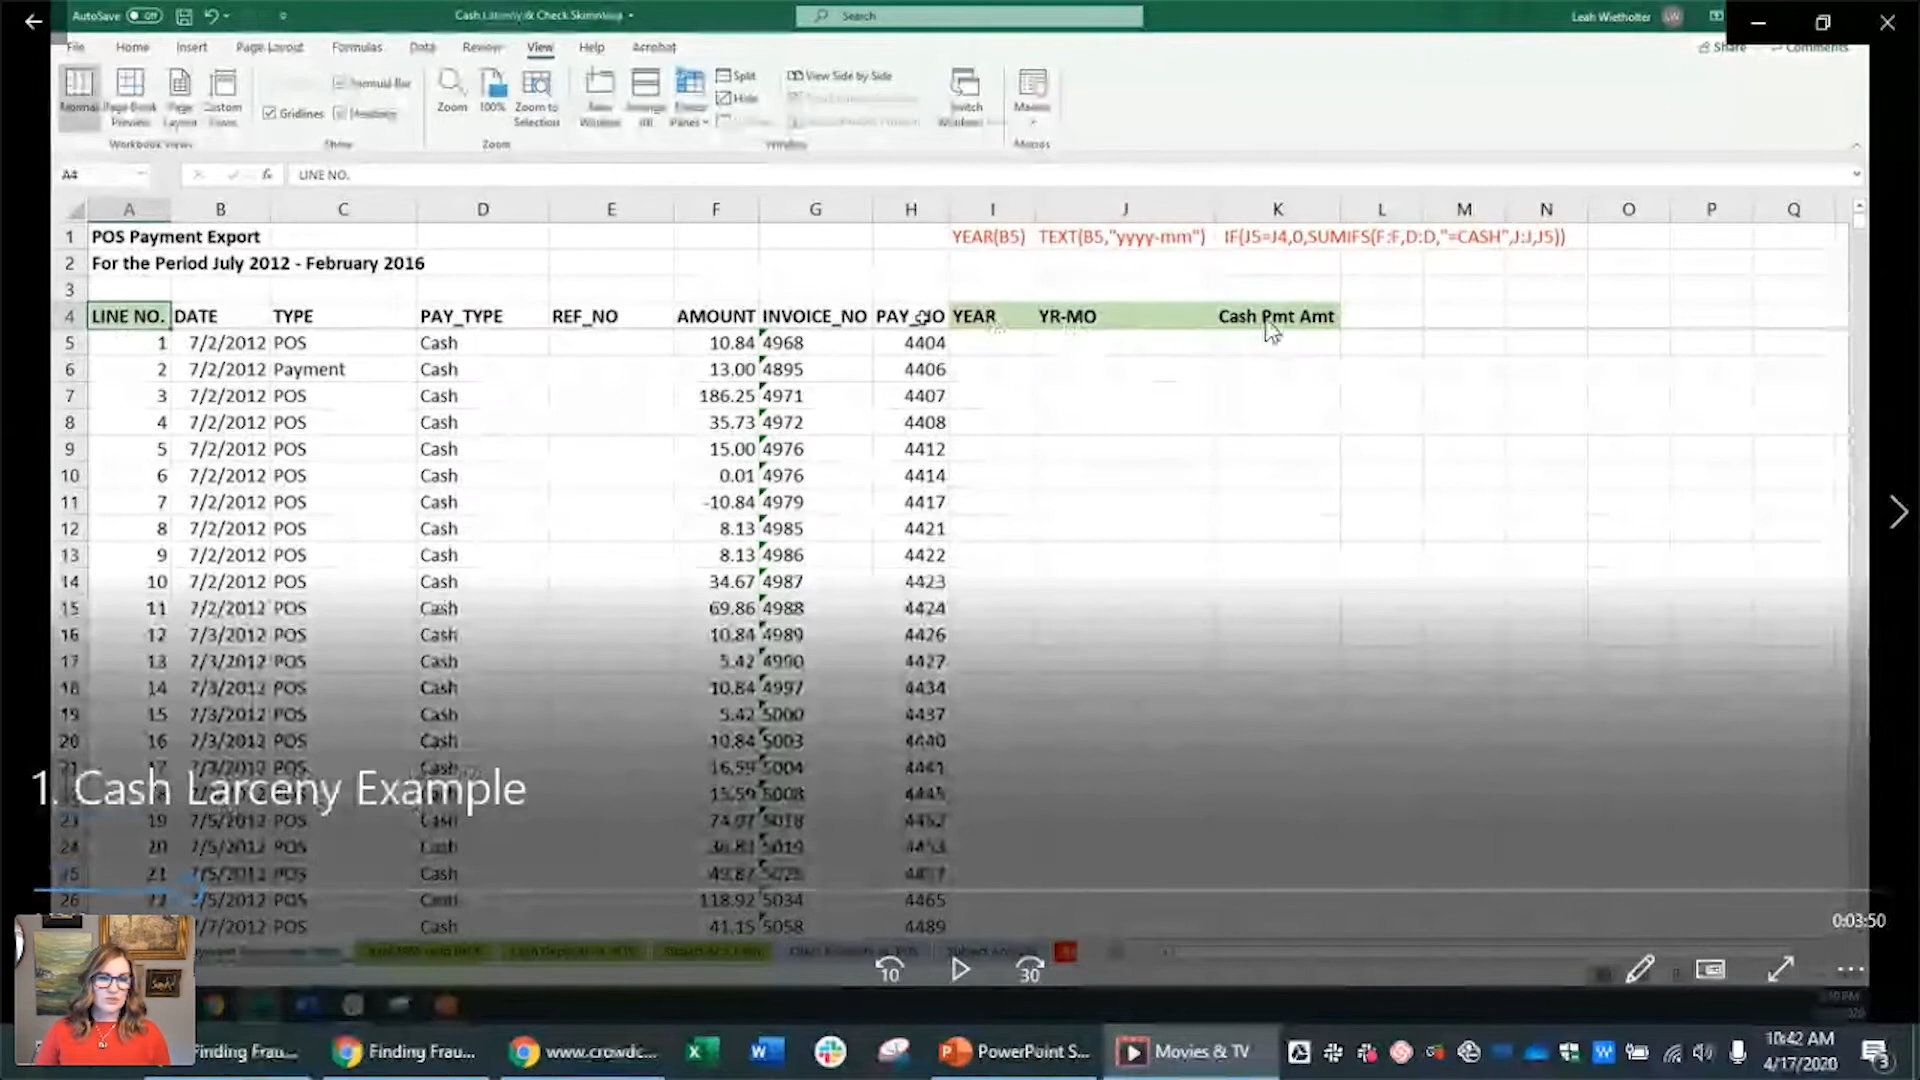 AutoSave Off Cash Larceny & Check Skimming Search Leah Wietholter LW
File Home Insert Page Layout Formulas Data Review View Help Acrobat Share Comments
Normal Page Break Preview Page Layout Custom Views
Formula Bar
Gridlines Headings
Zoom 100% Zoom to Selection
New Window Arrange All Freeze Panes
Split
Hide
View Side by Side
Switch Windows
Macros
Workbook Views Show Zoom Window Macros
A4 fx LINE NO.
A B C D E F G H I J K L M N O P Q
1 POS Payment Export YEAR(B5) TEXT(B5,"yyyy-mm") IF(J5=J4,0,SUMIFS(F:F,D:D,"=CASH",J:J,J5))
2 For the Period July 2012 - February 2016
3
4 LINE NO. DATE TYPE PAY_TYPE REF_NO AMOUNT INVOICE_NO PAY_NO YEAR YR-MO Cash Pmt Amt
5 1 7/2/2012 POS Cash 10.84 4968 4404
6 2 7/2/2012 Payment Cash 13.00 4895 4406
7 3 7/2/2012 POS Cash 186.25 4971 4407
8 4 7/2/2012 POS Cash 35.73 4972 4408
9 5 7/2/2012 POS Cash 15.00 4976 4412
10 6 7/2/2012 POS Cash 0.01 4976 4414
11 7 7/2/2012 POS Cash -10.84 4979 4417
12 8 7/2/2012 POS Cash 8.13 4985 4421
13 9 7/2/2012 POS Cash 8.13 4986 4422
14 10 7/2/2012 POS Cash 34.67 4987 4423
15 11 7/2/2012 POS Cash 69.86 4988 4424
16 12 7/3/2012 POS Cash 10.84 4989 4426
17 13 7/3/2012 POS Cash 5.42 4990 4427
18 14 7/3/2012 POS Cash 10.84 4997 4434
19 15 7/3/2012 POS Cash 5.42 5000 4437
20 16 7/3/2012 POS Cash 10.84 5003 4440
21 17 7/3/2012 POS Cash 16.59 5004 4441
1. Cash Larceny Example
18 15.59 5008 4445
23 19 7/5/2012 POS Cash 74.07 5018 4452
24 20 7/5/2012 POS Cash 5019 4453
25 21 7/5/2012 POS Cash 49.87
26 22 7/5/2012 POS Cash 118.92 5034 4465
7/7/2012 POS Cash 41.15 5058 4489
0:03:50
10 30
Finding Frau... Finding Frau... www.crowdc... PowerPoint S... Movies & TV 10:42 AM
4/17/2020 3